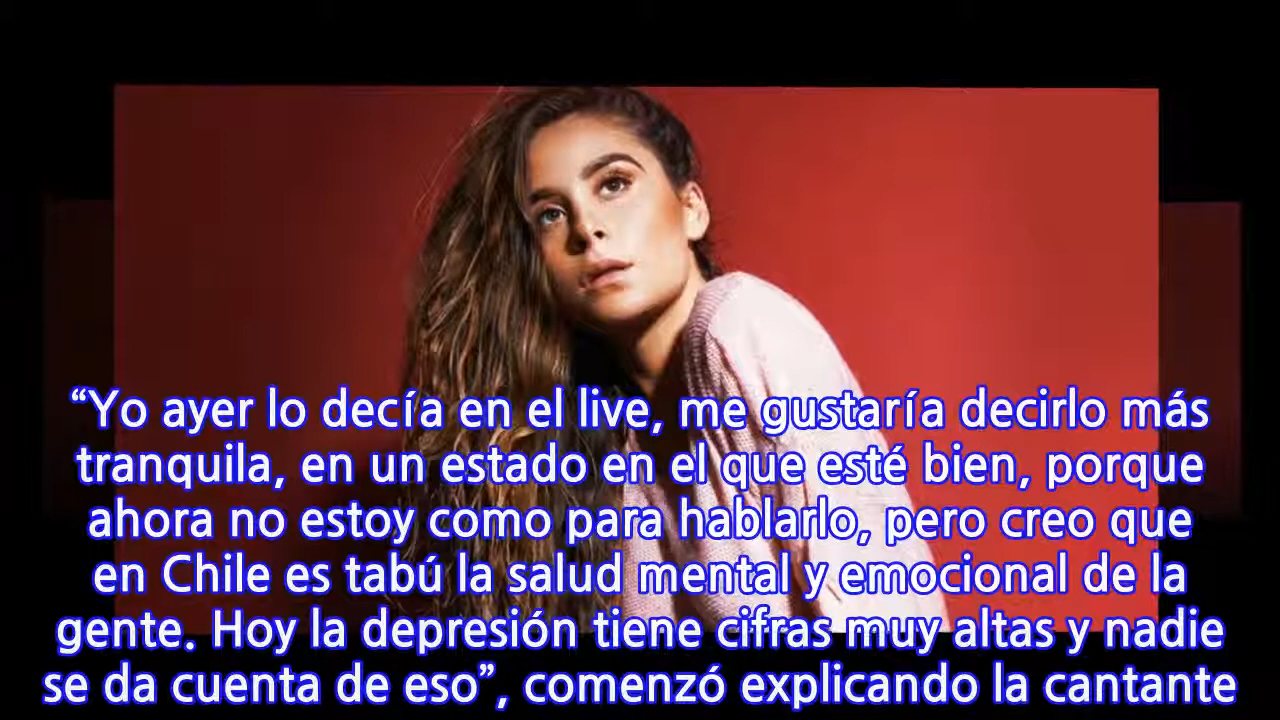 “Yo ayer lo decía en el live, me gustaría decirlo más
tranquila, en un estado en el que esté bien, porque
ahora no estoy como para hablarlo, pero creo que
en Chile es tabú la salud mental y emocional de la
gente. Hoy la depresión tiene cifras muy altas y nadie
se da cuenta de eso”, comenzó explicando la cantante